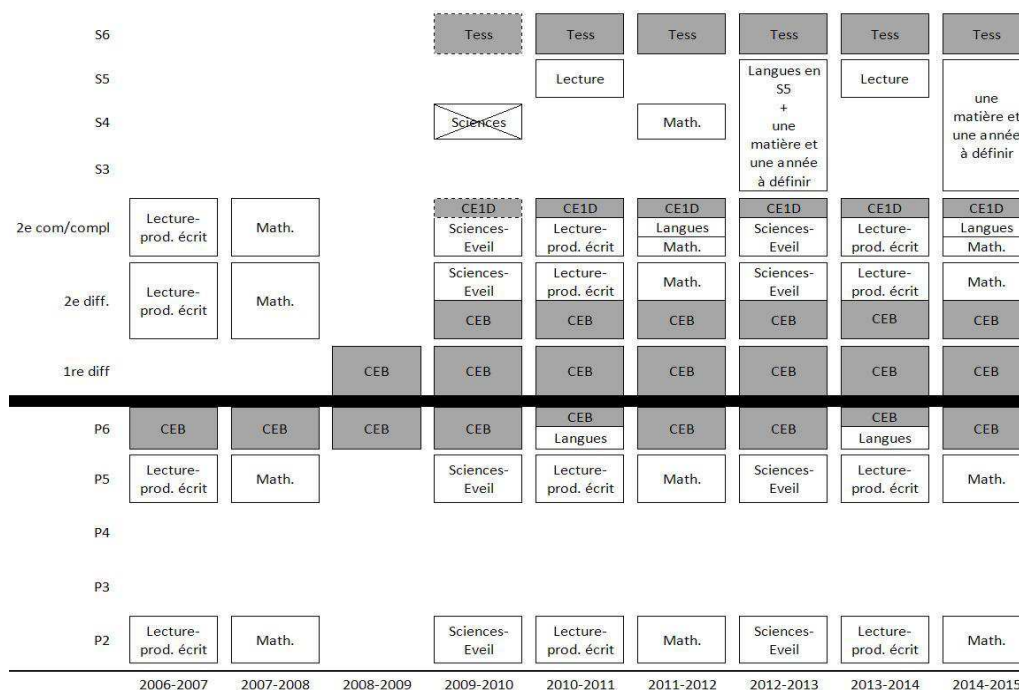 S6 Tess Tess Tess Tess Tess Tess
S5 Lecture Langues en S5 + une matière et une année à définir Lecture une matière et une année à définir
S4 Sciences Math.
S3
2e com/compl Lecture-prod. écrit Math. CE1D Sciences-Eveil CE1D Lecture-prod. écrit CE1D Langues Math. CE1D Sciences-Eveil CE1D Lecture-prod. écrit CE1D Langues Math.
2e diff. Lecture-prod. écrit Math. Sciences-Eveil CEB Lecture-prod. écrit CEB Math. CEB Sciences-Eveil CEB Lecture-prod. écrit CEB Math. CEB
1re diff CEB CEB CEB CEB CEB CEB CEB
P6 CEB CEB CEB CEB CEB Langues CEB CEB CEB Langues CEB
P5 Lecture-prod. écrit Math. Sciences-Eveil Lecture-prod. écrit Math. Sciences-Eveil Lecture-prod. écrit Math.
P4
P3
P2 Lecture-prod. écrit Math. Sciences-Eveil Lecture-prod. écrit Math. Sciences-Eveil Lecture-prod. écrit Math.
2006-2007 2007-2008 2008-2009 2009-2010 2010-2011 2011-2012 2012-2013 2013-2014 2014-2015